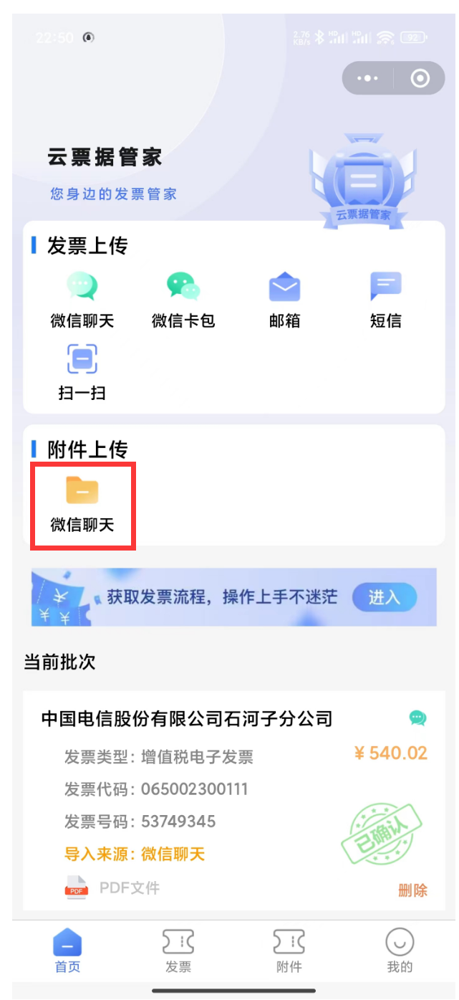 22:50
2.76 KB/s HD HD 92
云票据管家
您身边的发票管家
云票据管家
发票上传
微信聊天 微信卡包 邮箱 短信
扫一扫
附件上传
微信聊天
¥ ¥ ¥
获取发票流程，操作上手不迷茫 进入
当前批次
中国电信股份有限公司石河子分公司
发票类型: 增值税电子发票 ¥ 540.02
发票代码: 065002300111
发票号码: 53749345
已确认
导入来源: 微信聊天
PDF PDF文件 删除
首页 发票 附件 我的